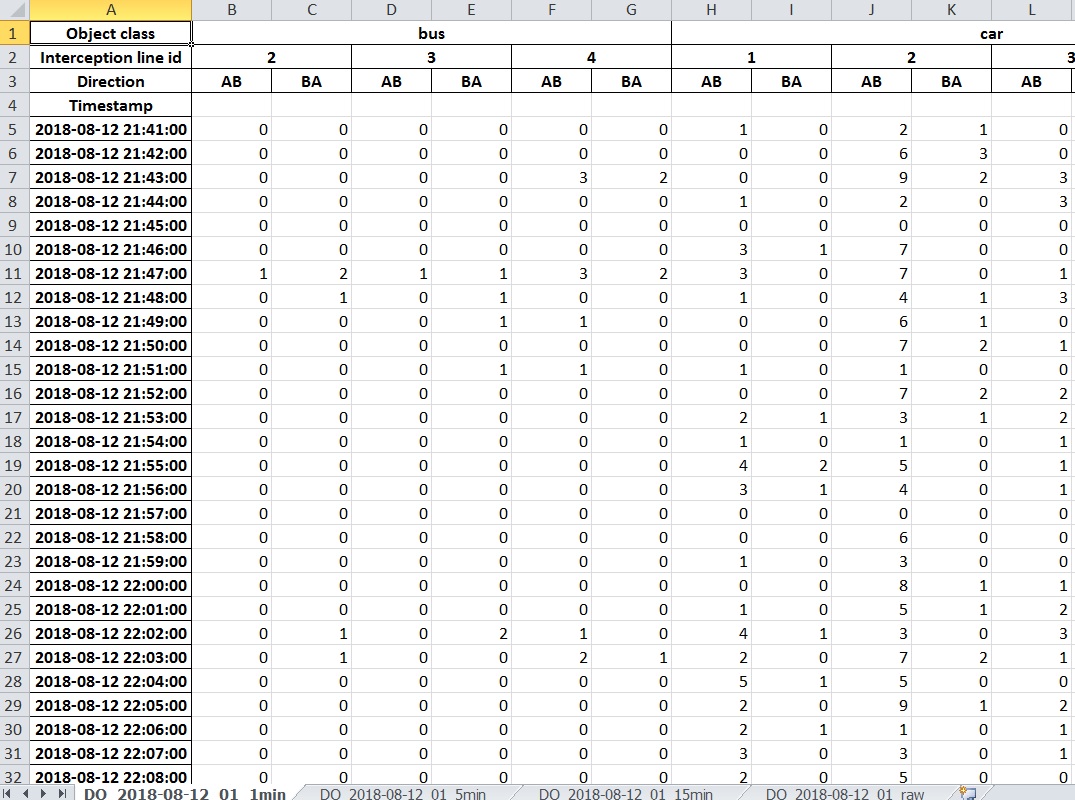 A B C D E F G H I J K L
1 Object class bus car
2 Interception line id 2 3 4 1 2 3
3 Direction AB BA AB BA AB BA AB BA AB BA AB
4 Timestamp
5 2018-08-12 21:41:00 0 0 0 0 0 0 1 0 2 1 0
6 2018-08-12 21:42:00 0 0 0 0 0 0 0 0 6 3 0
7 2018-08-12 21:43:00 0 0 0 0 3 2 0 0 9 2 3
8 2018-08-12 21:44:00 0 0 0 0 0 0 1 0 2 0 3
9 2018-08-12 21:45:00 0 0 0 0 0 0 0 0 0 0 0
10 2018-08-12 21:46:00 0 0 0 0 0 0 3 1 7 0 0
11 2018-08-12 21:47:00 1 2 1 1 3 2 3 0 7 0 1
12 2018-08-12 21:48:00 0 1 0 1 0 0 1 0 4 1 3
13 2018-08-12 21:49:00 0 0 0 1 1 0 0 0 6 1 0
14 2018-08-12 21:50:00 0 0 0 0 0 0 0 0 7 2 1
15 2018-08-12 21:51:00 0 0 0 1 1 0 1 0 1 0 0
16 2018-08-12 21:52:00 0 0 0 0 0 0 0 0 7 2 2
17 2018-08-12 21:53:00 0 0 0 0 0 0 2 1 3 1 2
18 2018-08-12 21:54:00 0 0 0 0 0 0 1 0 1 0 1
19 2018-08-12 21:55:00 0 0 0 0 0 0 4 2 5 0 1
20 2018-08-12 21:56:00 0 0 0 0 0 0 3 1 4 0 1
21 2018-08-12 21:57:00 0 0 0 0 0 0 0 0 0 0 0
22 2018-08-12 21:58:00 0 0 0 0 0 0 0 0 6 0 0
23 2018-08-12 21:59:00 0 0 0 0 0 0 1 0 3 0 0
24 2018-08-12 22:00:00 0 0 0 0 0 0 0 0 8 1 1
25 2018-08-12 22:01:00 0 0 0 0 0 0 1 0 5 1 2
26 2018-08-12 22:02:00 0 1 0 2 1 0 4 1 3 0 3
27 2018-08-12 22:03:00 0 1 0 0 2 1 2 0 7 2 1
28 2018-08-12 22:04:00 0 0 0 0 0 0 5 1 5 0 0
29 2018-08-12 22:05:00 0 0 0 0 0 0 2 0 9 1 2
30 2018-08-12 22:06:00 0 0 0 0 0 0 2 1 1 0 1
31 2018-08-12 22:07:00 0 0 0 0 0 0 3 0 3 0 1
32 2018-08-12 22:08:00 0 0 0 0 0 0 2 0 5 0 0
DO_2018-08-12_01_1min DO_2018-08-12_01_5min DO_2018-08-12_01_15min DO_2018-08-12_01_raw